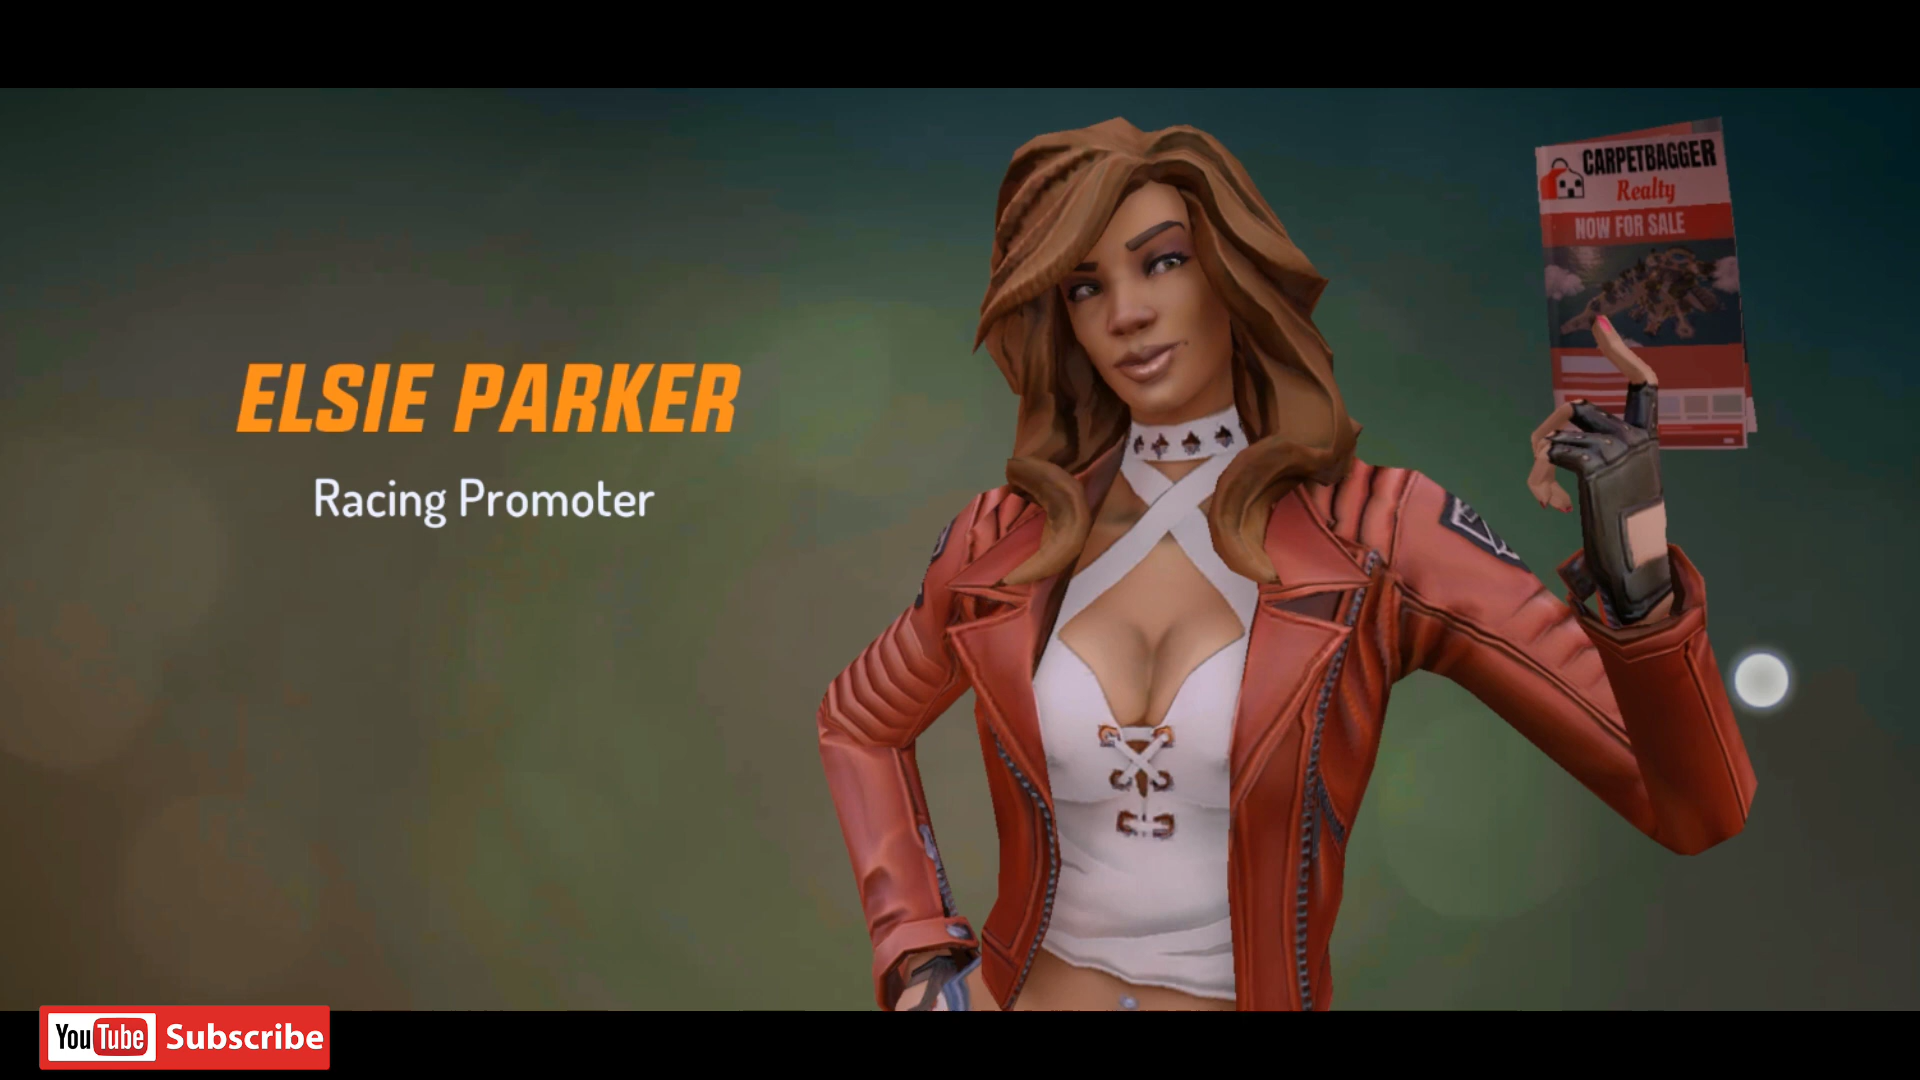 CARPETBAGGER
Realty
NOW FOR SALE
ELSIE PARKER
Racing Promoter
YouTube Subscribe